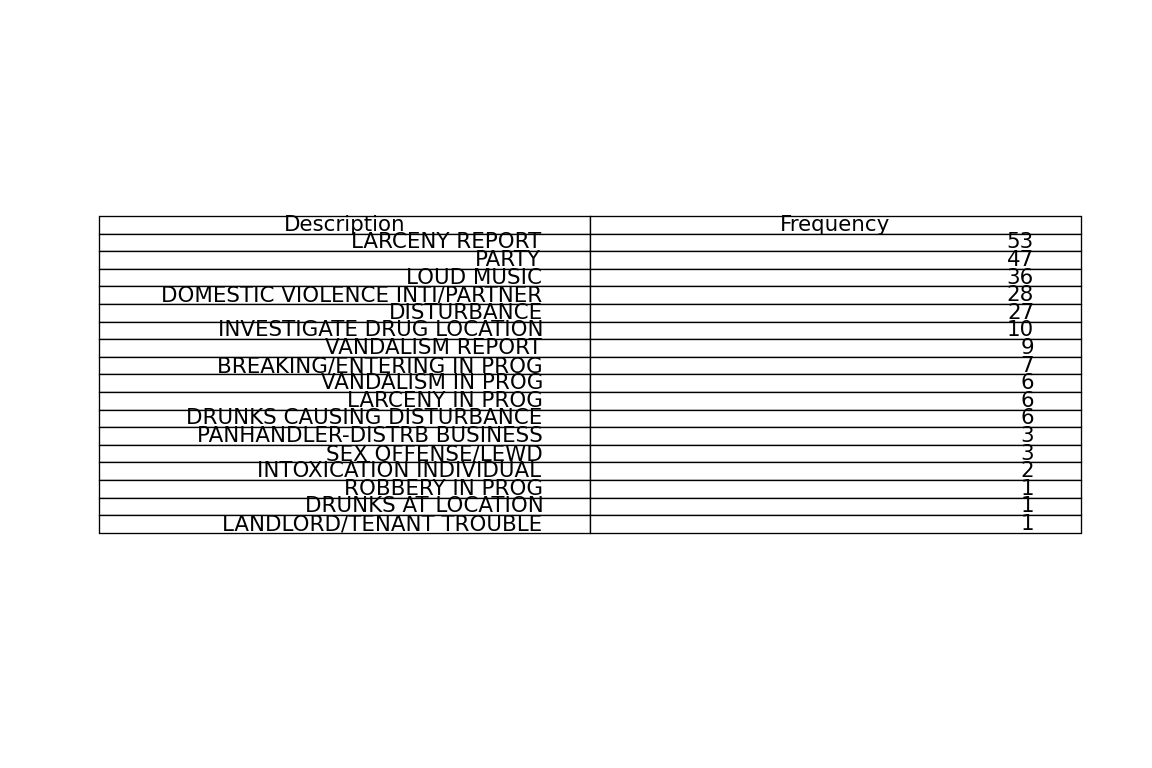 Description Frequency
LARCENY REPORT 53
PARTY 47
LOUD MUSIC 36
DOMESTIC VIOLENCE INTI/PARTNER 28
DISTURBANCE 27
INVESTIGATE DRUG LOCATION 10
VANDALISM REPORT 9
BREAKING/ENTERING IN PROG 7
VANDALISM IN PROG 6
LARCENY IN PROG 6
DRUNKS CAUSING DISTURBANCE 6
PANHANDLER-DISTRB BUSINESS 3
SEX OFFENSE/LEWD 3
INTOXICATION INDIVIDUAL 2
ROBBERY IN PROG 1
DRUNKS AT LOCATION 1
LANDLORD/TENANT TROUBLE 1